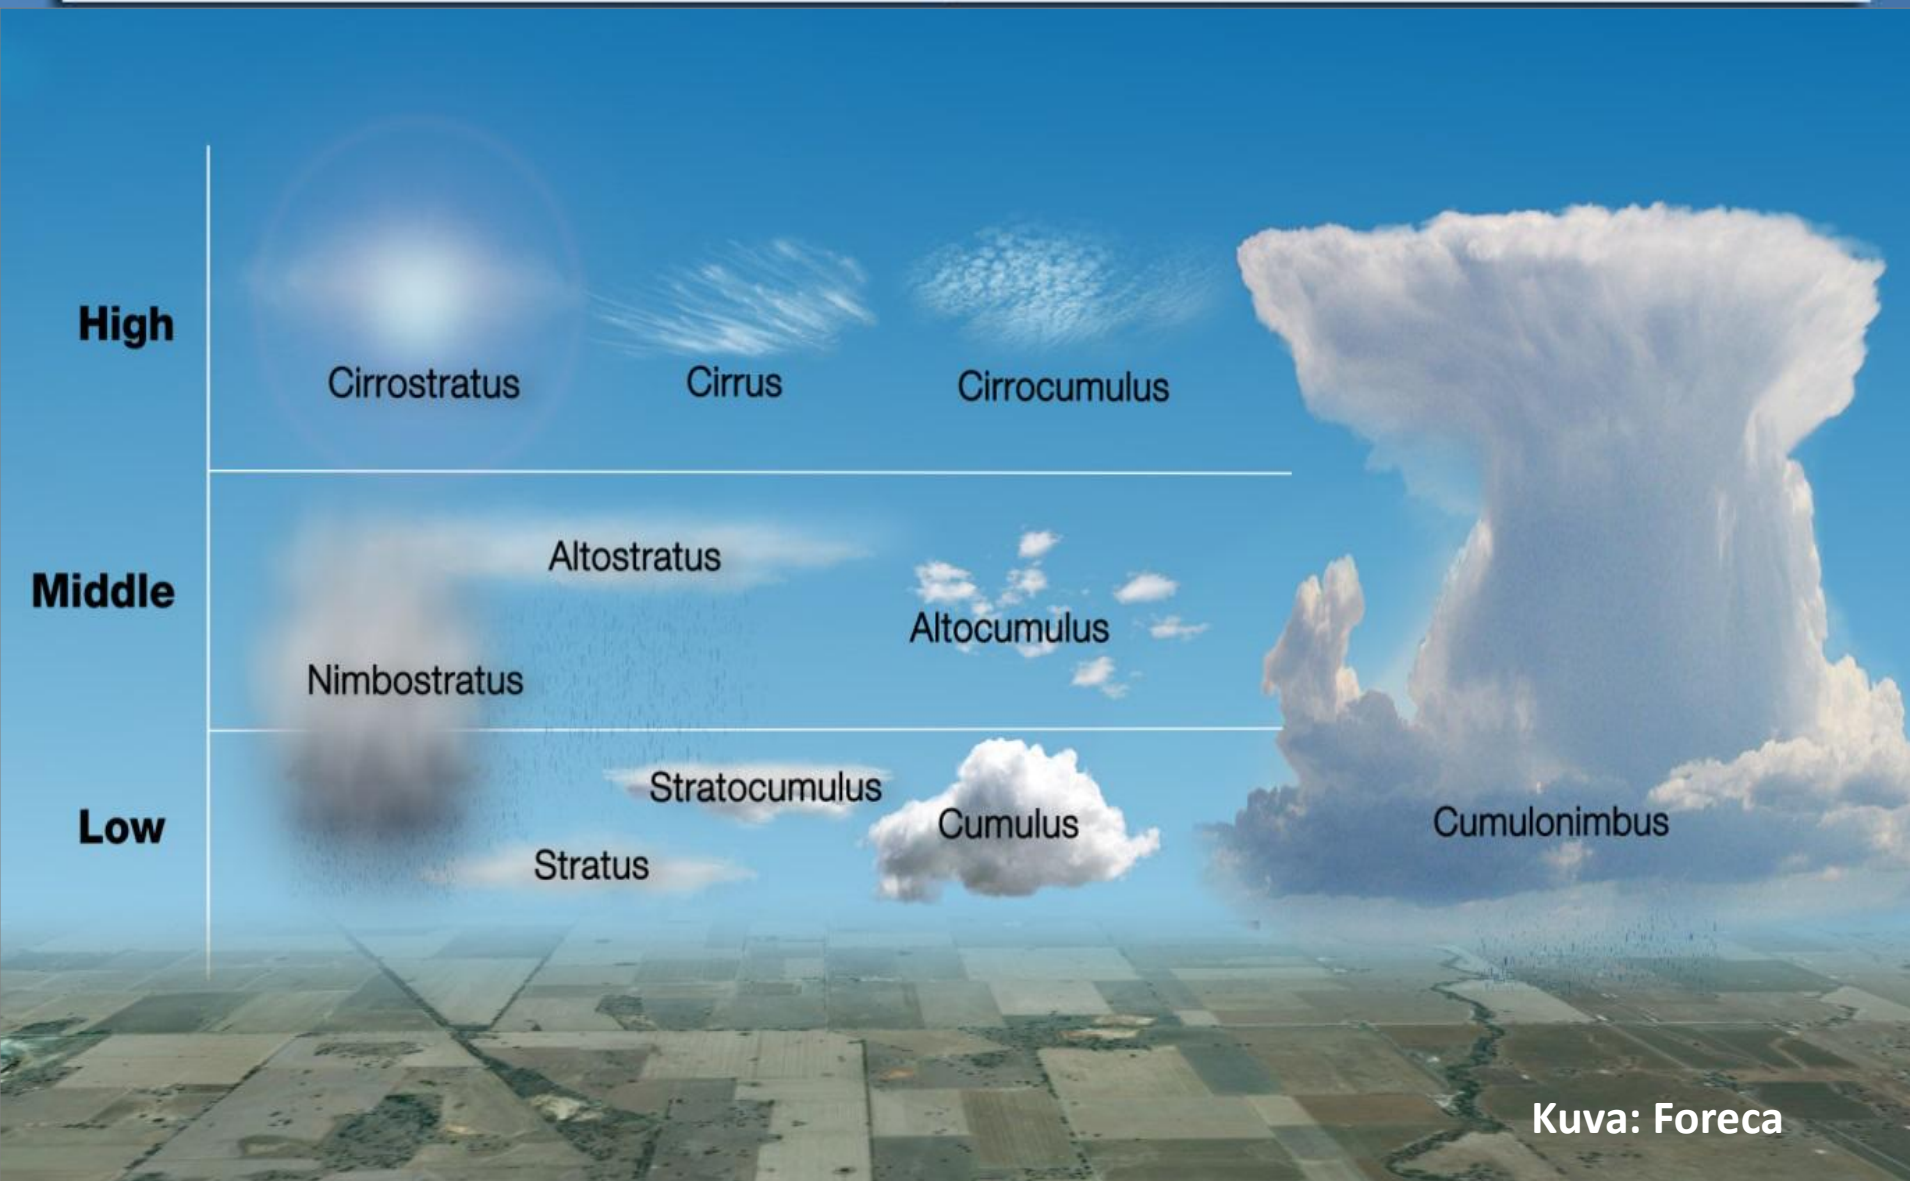 High
Cirrostratus
Cirrus
Cirrocumulus
Middle
Altostratus
Altocumulus
Nimbostratus
Low
Stratocumulus
Cumulus
Cumulonimbus
Stratus
Kuva: Foreca